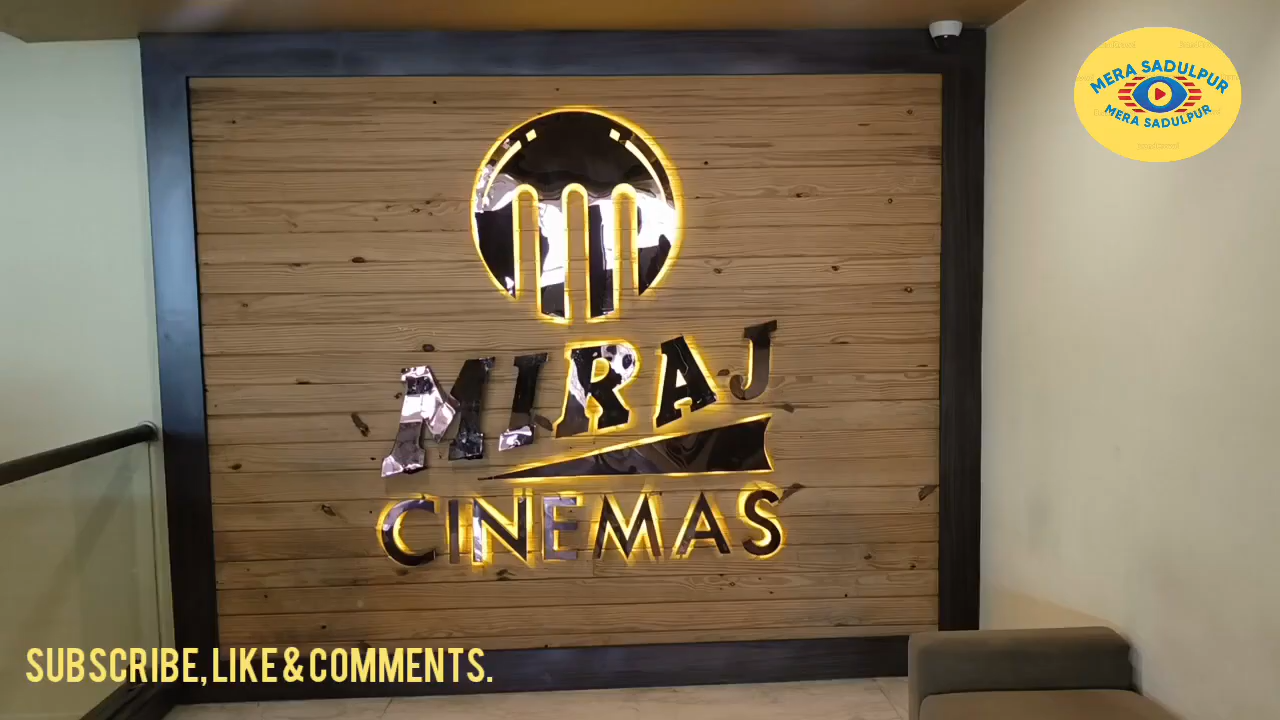 MERA SADULPUR
MERA SADULPUR
MIRAJ
CINEMAS
SUBSCRIBE, LIKE & COMMENTS.